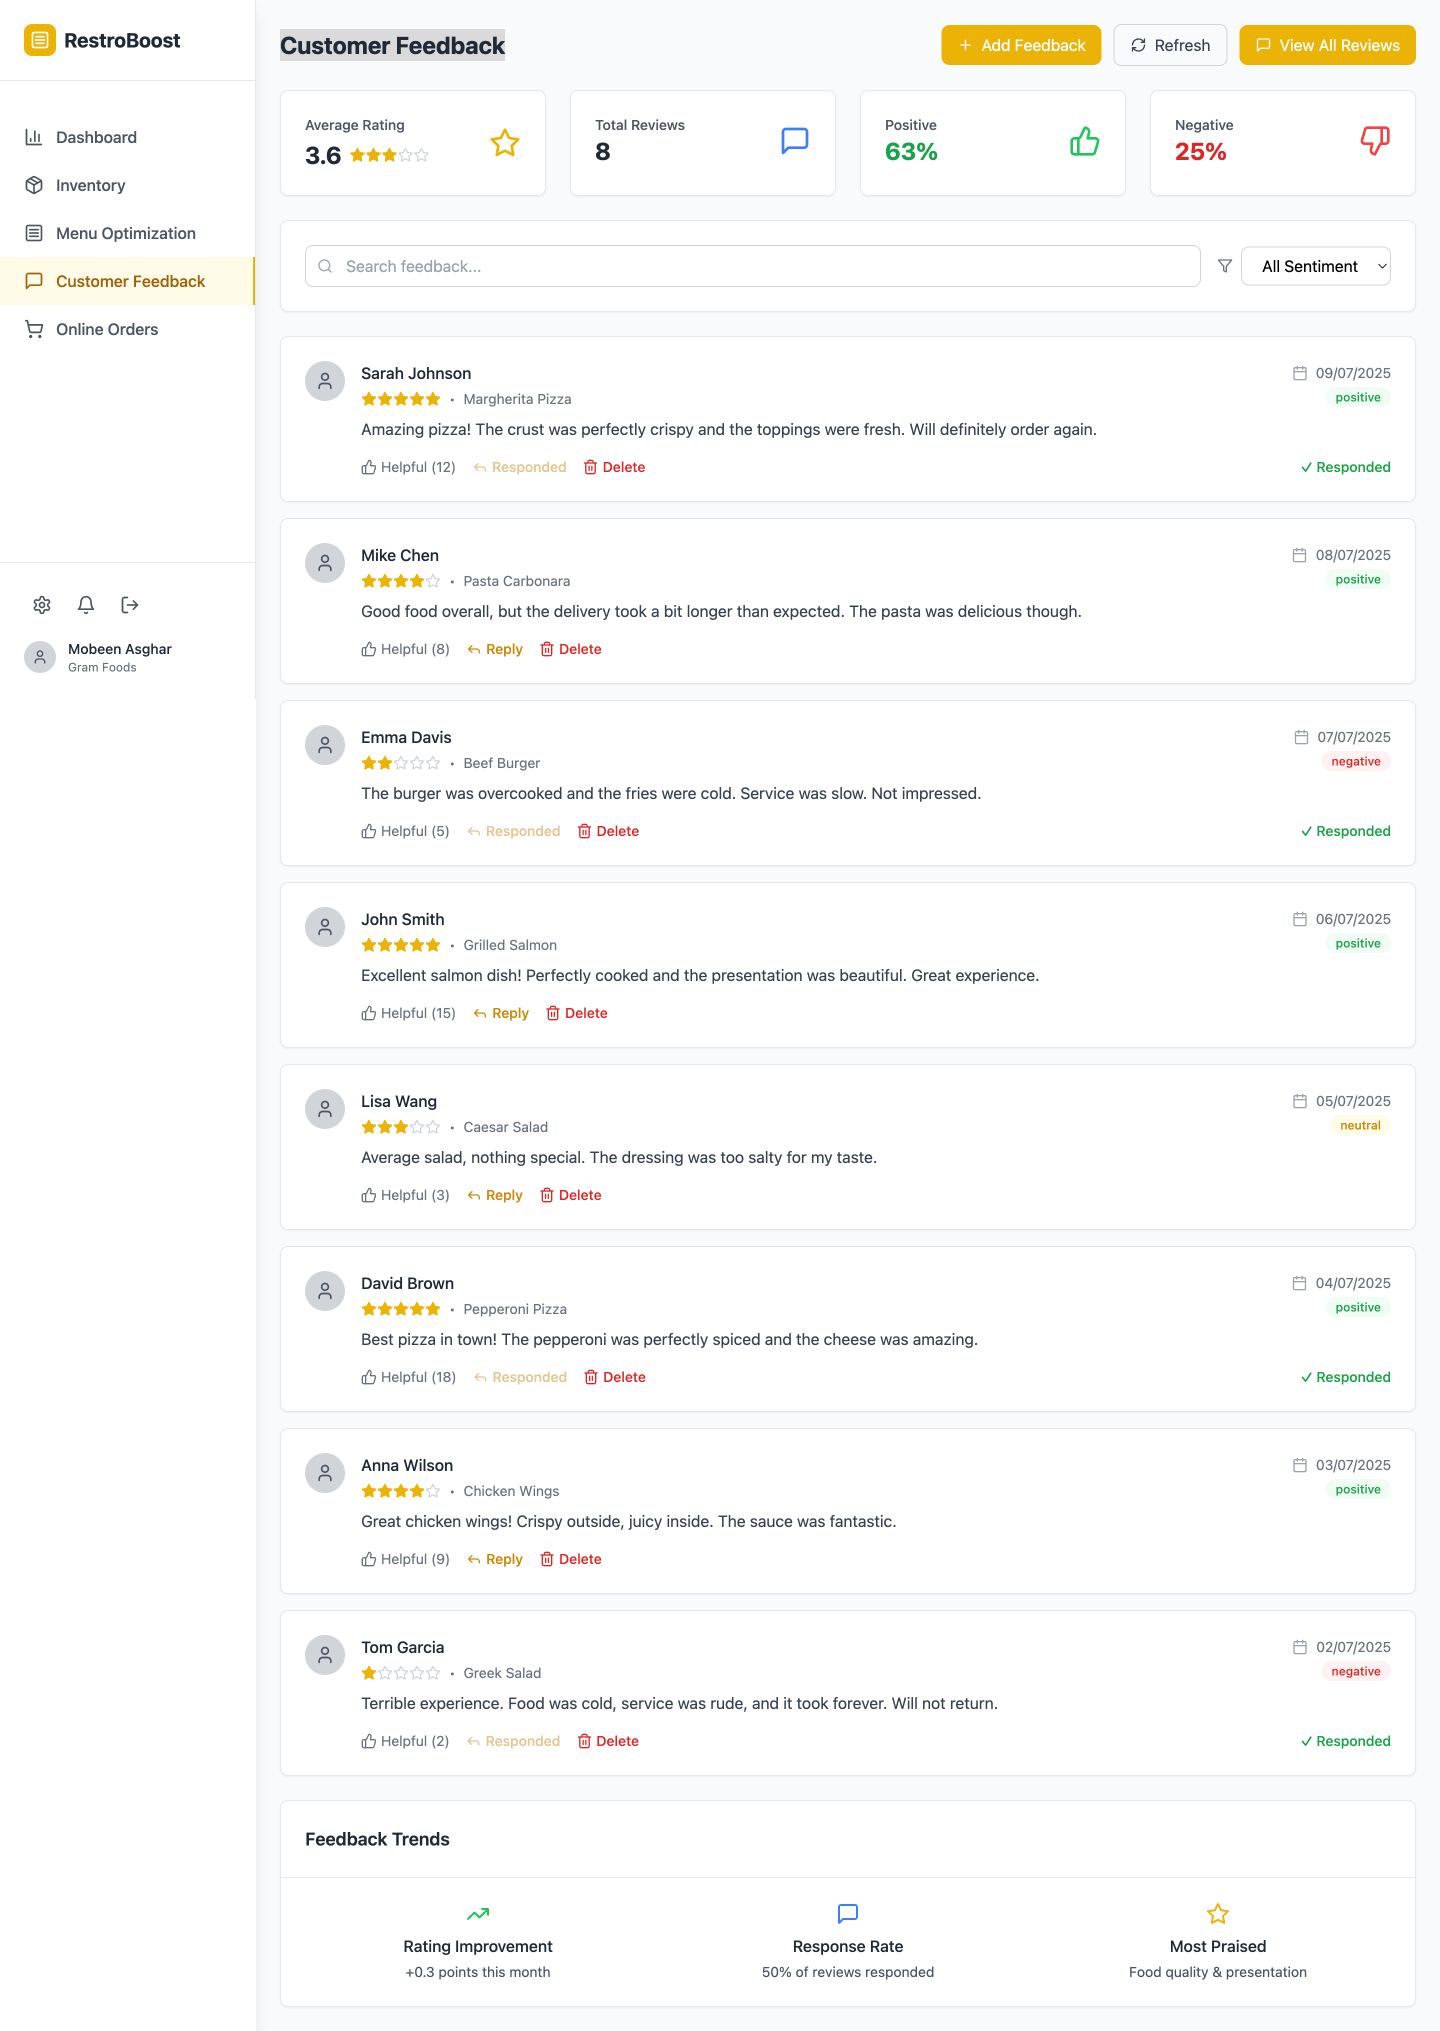 RestroBoost
Dashboard
Inventory
Menu Optimization
Customer Feedback
Online Orders
Mobeen Asghar
Gram Foods
Customer Feedback
Add Feedback
Refresh
View All Reviews
Average Rating
3.6
Total Reviews
8
Positive
63%
Negative
25%
Search feedback...
All Sentiment
Sarah Johnson
09/07/2025
• Margherita Pizza
positive
Amazing pizza! The crust was perfectly crispy and the toppings were fresh. Will definitely order again.
Helpful (12) Responded Delete
✓ Responded
Mike Chen
08/07/2025
• Pasta Carbonara
positive
Good food overall, but the delivery took a bit longer than expected. The pasta was delicious though.
Helpful (8) Reply Delete
Emma Davis
07/07/2025
• Beef Burger
negative
The burger was overcooked and the fries were cold. Service was slow. Not impressed.
Helpful (5) Responded Delete
✓ Responded
John Smith
06/07/2025
• Grilled Salmon
positive
Excellent salmon dish! Perfectly cooked and the presentation was beautiful. Great experience.
Helpful (15) Reply Delete
Lisa Wang
05/07/2025
• Caesar Salad
neutral
Average salad, nothing special. The dressing was too salty for my taste.
Helpful (3) Reply Delete
David Brown
04/07/2025
• Pepperoni Pizza
positive
Best pizza in town! The pepperoni was perfectly spiced and the cheese was amazing.
Helpful (18) Responded Delete
✓ Responded
Anna Wilson
03/07/2025
• Chicken Wings
positive
Great chicken wings! Crispy outside, juicy inside. The sauce was fantastic.
Helpful (9) Reply Delete
Tom Garcia
02/07/2025
• Greek Salad
negative
Terrible experience. Food was cold, service was rude, and it took forever. Will not return.
Helpful (2) Responded Delete
✓ Responded
Feedback Trends
Rating Improvement
+0.3 points this month
Response Rate
50% of reviews responded
Most Praised
Food quality & presentation